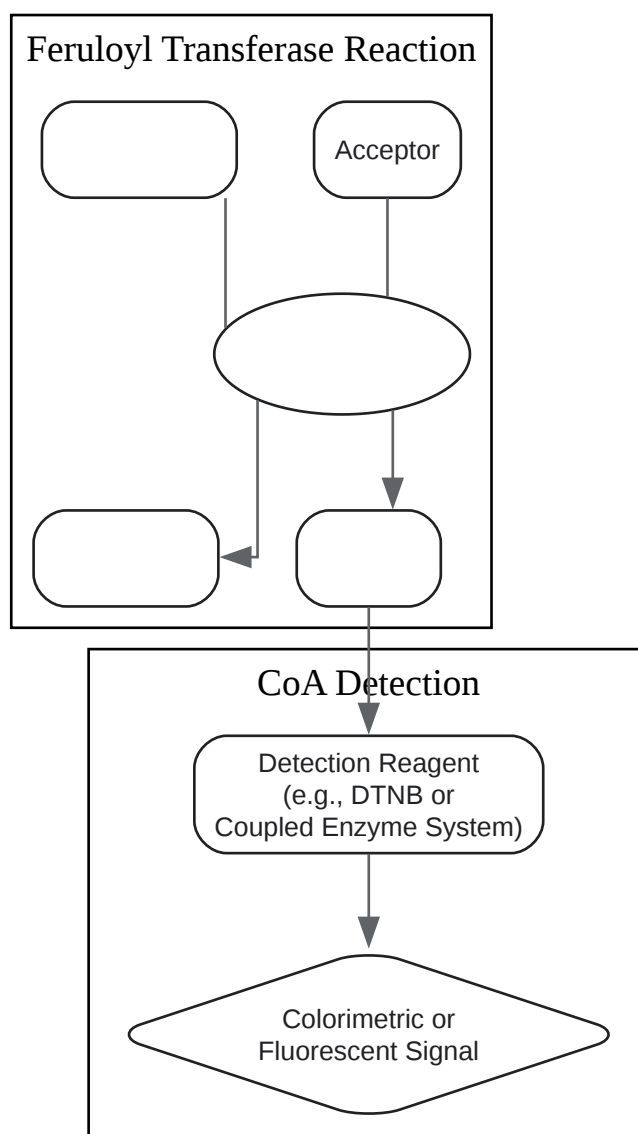 Feruloyl Transferase Reaction
Acceptor
CoA Detection
Detection Reagent
(e.g., DTNB or
Coupled Enzyme System)
Colorimetric or
Fluorescent Signal